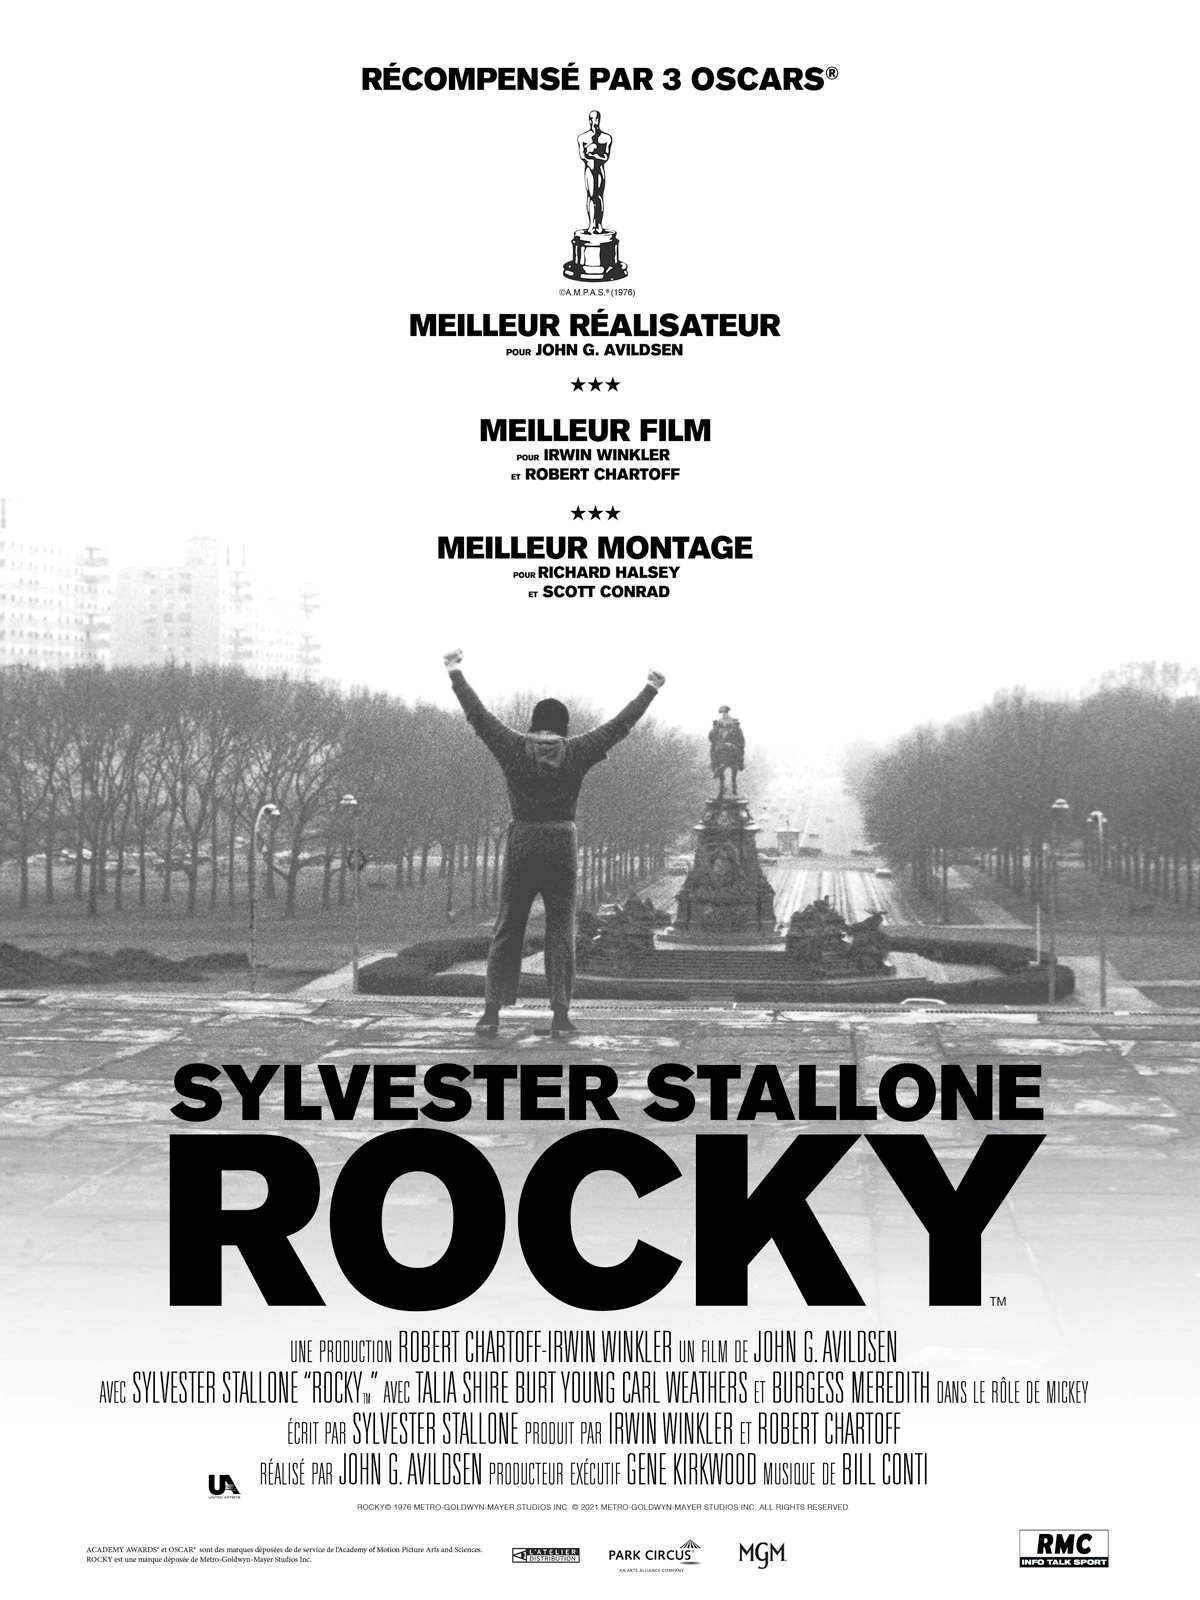 RÉCOMPENSÉ PAR 3 OSCARS®
©A.M.P.A.S.® (1976)
MEILLEUR RÉALISATEUR
POUR JOHN G. AVILDSEN
★★★
MEILLEUR FILM
POUR IRWIN WINKLER
ET ROBERT CHARTOFF
★★★
MEILLEUR MONTAGE
POUR RICHARD HALSEY
ET SCOTT CONRAD
SYLVESTER STALLONE
ROCKY™
UNE PRODUCTION ROBERT CHARTOFF-IRWIN WINKLER UN FILM DE JOHN G. AVILDSEN
AVEC SYLVESTER STALLONE “ROCKY™” AVEC TALIA SHIRE BURT YOUNG CARL WEATHERS ET BURGESS MEREDITH DANS LE RÔLE DE MICKEY
ÉCRIT PAR SYLVESTER STALLONE PRODUIT PAR IRWIN WINKLER ET ROBERT CHARTOFF
RÉALISÉ PAR JOHN G. AVILDSEN PRODUCTEUR EXÉCUTIF GENE KIRKWOOD MUSIQUE DE BILL CONTI
UA
UNITED ARTISTS
ROCKY© 1976 METRO-GOLDWYN-MAYER STUDIOS INC. © 2021 METRO-GOLDWYN-MAYER STUDIOS INC. ALL RIGHTS RESERVED.
ACADEMY AWARDS® et OSCAR® sont des marques déposées de de service de l'Academy of Motion Picture Arts and Sciences.
ROCKY est une marque déposée de Metro-Goldwyn-Mayer Studios Inc.
L'ATELIER
DISTRIBUTION
PARK CIRCUS®
AN ARTS ALLIANCE COMPANY
MGM
RMC
INFO TALK SPORT